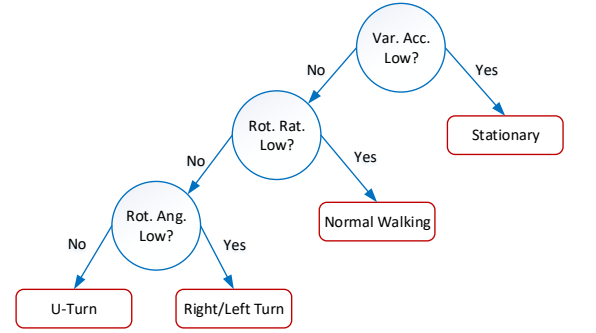 Var. Acc.
Low?
No
Yes
Stationary
Rot. Rat.
Low?
No
Yes
Normal Walking
Rot. Ang.
Low?
No
Yes
U-Turn
Right/Left Turn